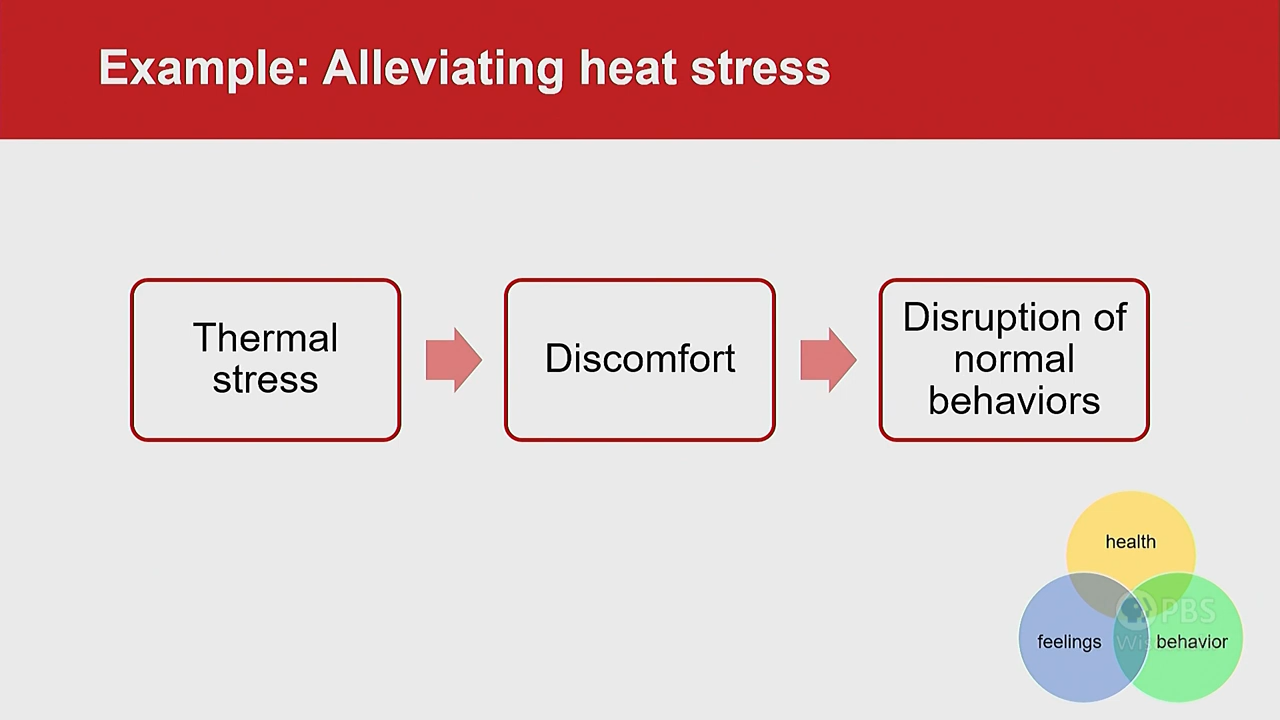 Example: Alleviating heat stress
Thermal
stress
Discomfort
Disruption of
normal
behaviors
health
PBS
feelings
behavior